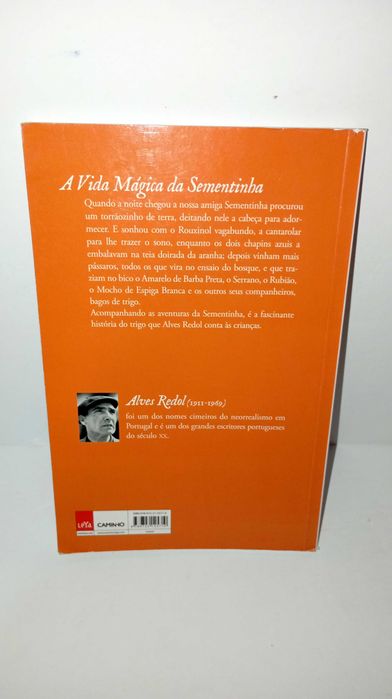 A Vida Mágica da Sementinha
Quando a noite chegou a nossa amiga Sementinha procurou
um torrãozinho de terra, deitando nele a cabeça para ador-
mecer. E sonhou com o Rouxinol vagabundo, a cantarolar
para lhe trazer o sono, enquanto os dois chapins azuis a
embalavam na teia doirada da aranha; depois vinham mais
pássaros, todos os que vira no ensaio do bosque, e que tra-
ziam no bico o Amarelo de Barba Preta, o Serrano, o Rubião,
o Mocho de Espiga Branca e os outros seus companheiros,
bagos de trigo.
Acompanhando as aventuras da Sementinha, é a fascinante
história do trigo que Alves Redol conta às crianças.
Alves Redol (1911-1969)
foi um dos nomes cimeiros do neorrealismo em
Portugal e é um dos grandes escritores portugueses
do século XX.
LEYA
CAMINHO